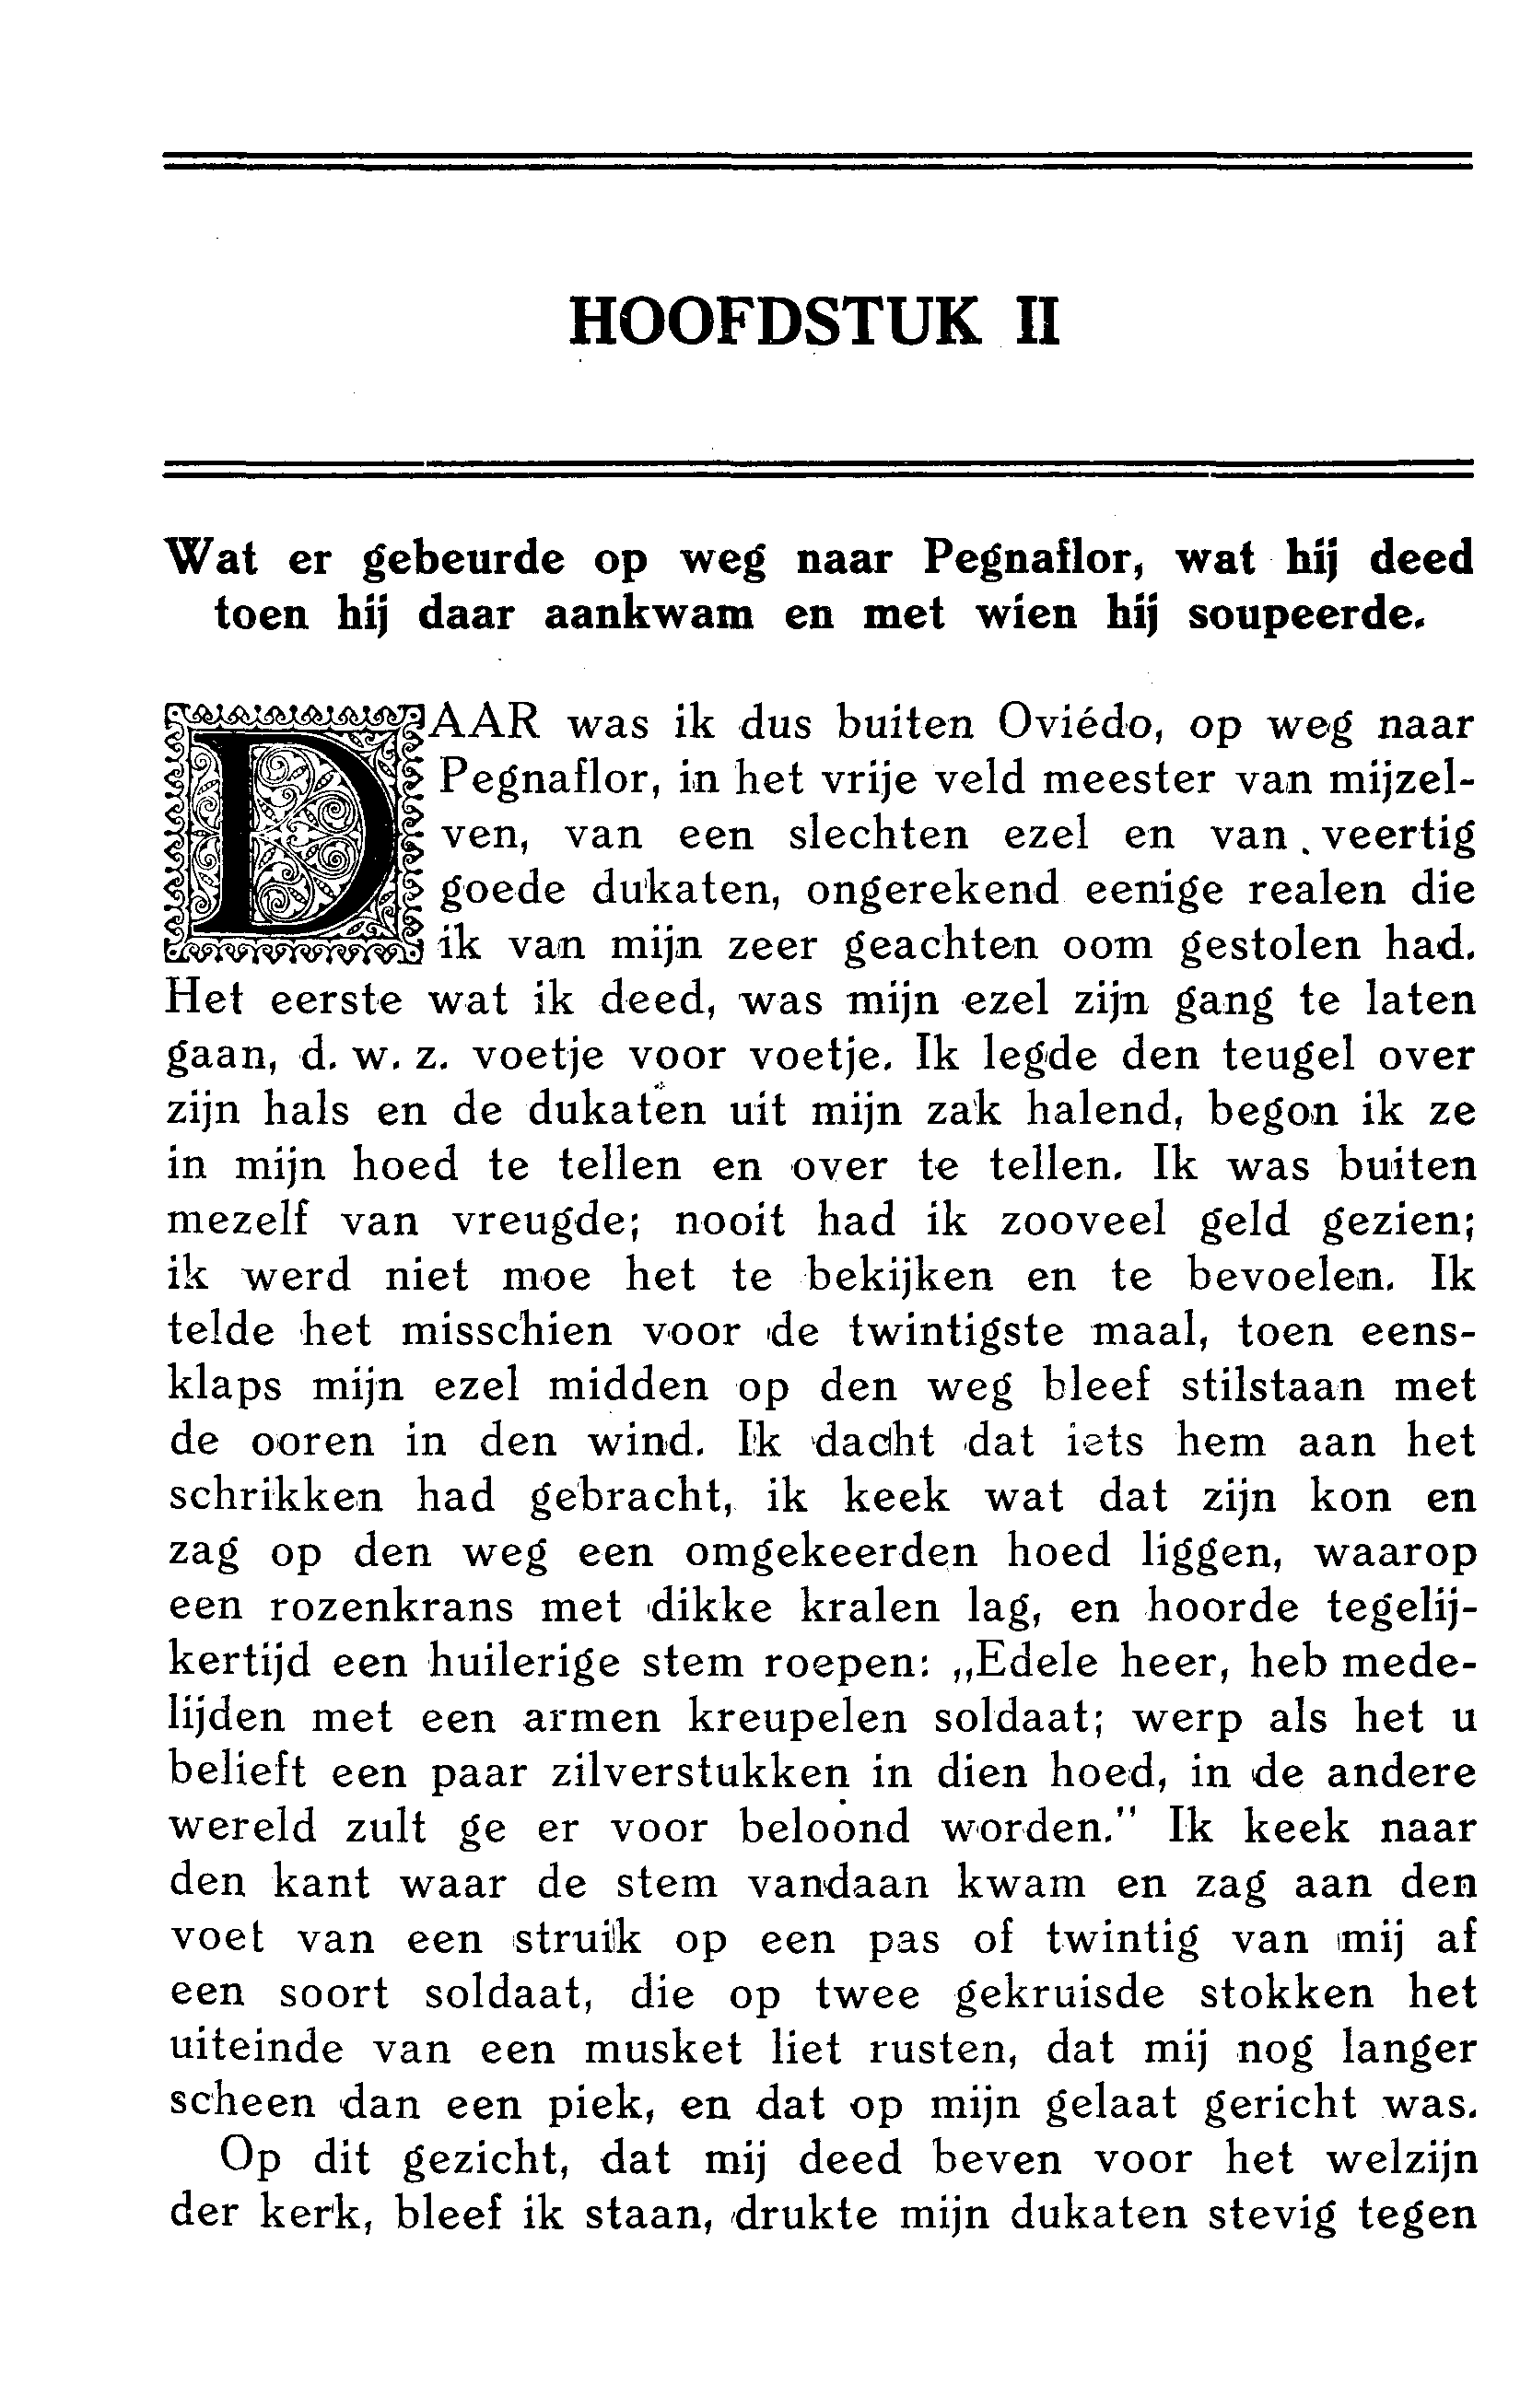 HOOFDSTUK II
Wat er gebeurde op weg naar Pegnaflor, wat hij deed
toen hij daar aankwam en met wien hij soupeerde.
DAAR was ik dus buiten Oviédo, op weg naar
Pegnaflor, in het vrije veld meester van mijzel-
ven, van een slechten ezel en van veertig
goede dukaten, ongerekend eenige realen die
ik van mijn zeer geachten oom gestolen had.
Het eerste wat ik deed, was mijn ezel zijn gang te laten
gaan, d. w. z. voetje voor voetje. Ik legde den teugel over
zijn hals en de dukaten uit mijn zak halend, begon ik ze
in mijn hoed te tellen en over te tellen. Ik was buiten
mezelf van vreugde; nooit had ik zooveel geld gezien;
ik werd niet moe het te bekijken en te bevoelen. Ik
telde het misschien voor de twintigste maal, toen eens-
klaps mijn ezel midden op den weg bleef stilstaan met
de ooren in den wind. Ik dacht dat iets hem aan het
schrikken had gebracht, ik keek wat dat zijn kon en
zag op den weg een omgekeerden hoed liggen, waarop
een rozenkrans met dikke kralen lag, en hoorde tegelij-
kertijd een huilerige stem roepen: „Edele heer, heb mede-
lijden met een armen kreupelen soldaat; werp als het u
belieft een paar zilverstukken in dien hoed, in de andere
wereld zult ge er voor beloond worden." Ik keek naar
den kant waar de stem vandaan kwam en zag aan den
voet van een struik op een pas of twintig van mij af
een soort soldaat, die op twee gekruisde stokken het
uiteinde van een musket liet rusten, dat mij nog langer
scheen dan een piek, en dat op mijn gelaat gericht was.
Op dit gezicht, dat mij deed beven voor het welzijn
der kerk, bleef ik staan, drukte mijn dukaten stevig tegen